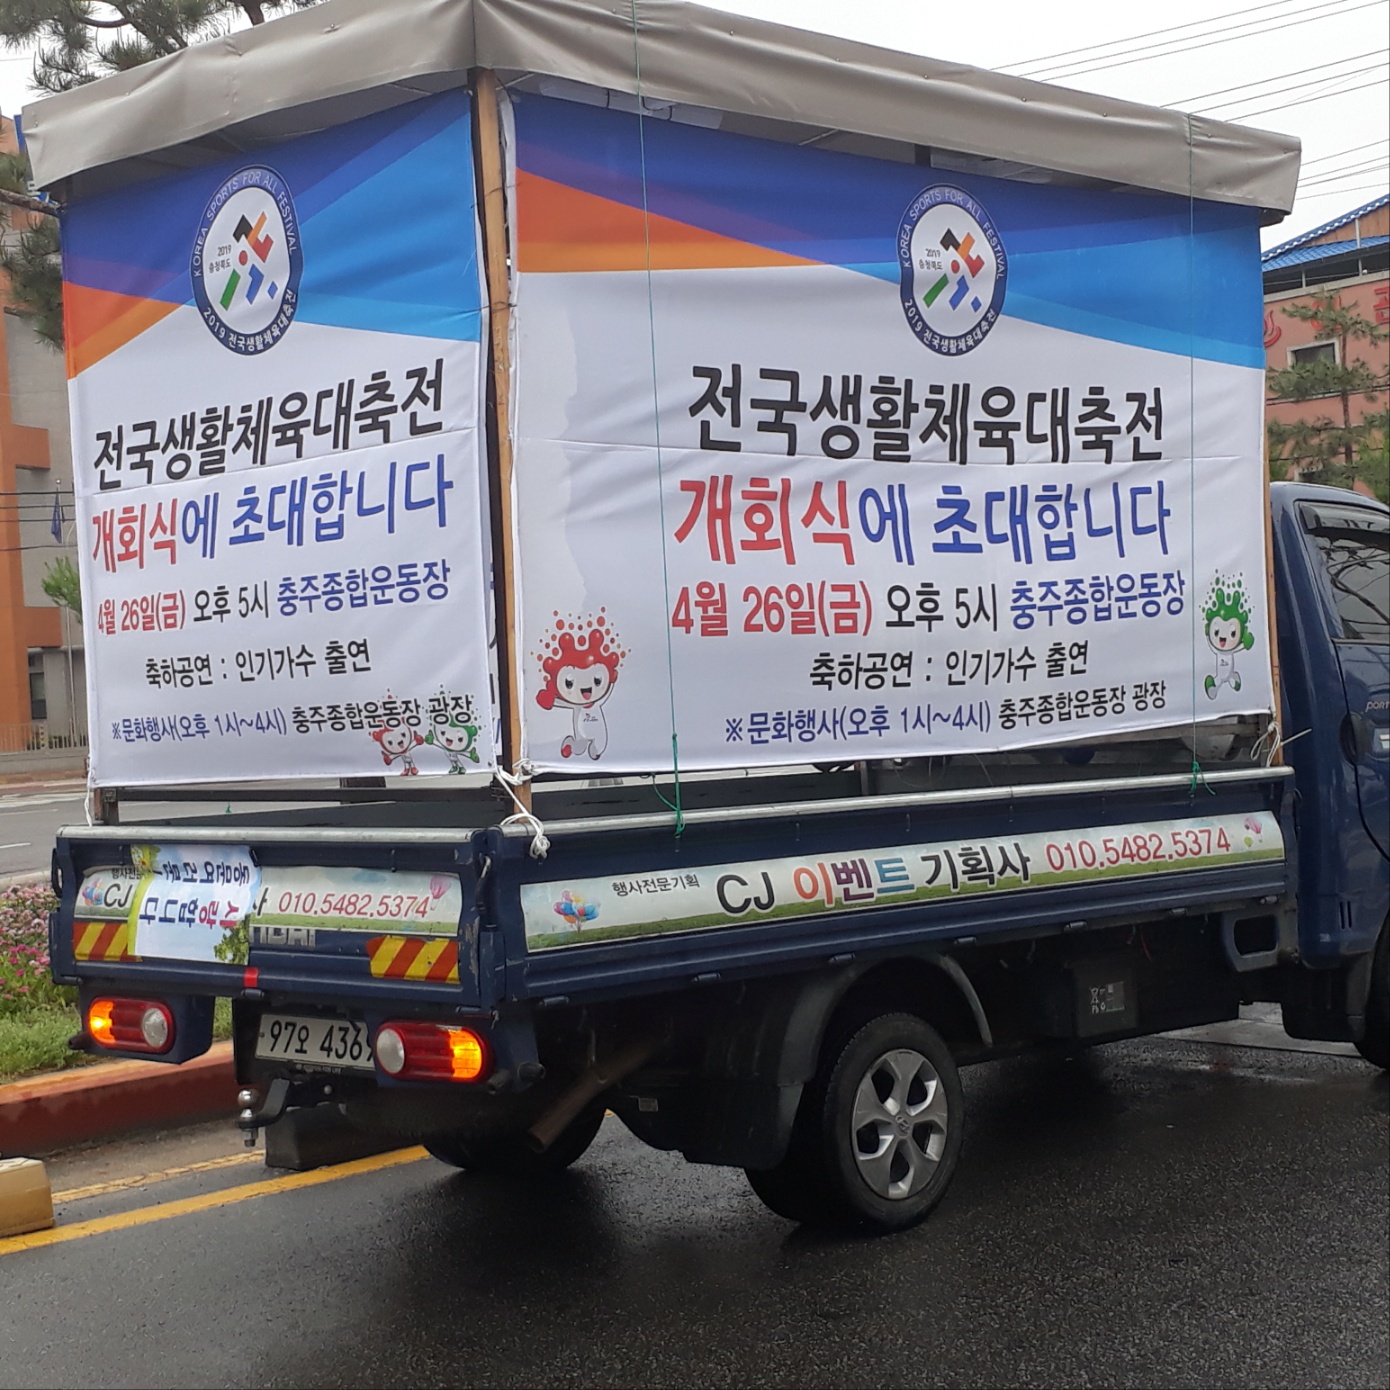 KOREA SPORTS FOR ALL FESTIVAL
2019
충청북도
2019 전국생활체육대축전
전국생활체육대축전
개회식에 초대합니다
4월 26일(금) 오후 5시 충주종합운동장
축하공연 : 인기가수 출연
※문화행사(오후 1시~4시) 충주종합운동장 광장
KOREA SPORTS FOR ALL FESTIVAL
2019
충청북도
2019 전국생활체육대축전
전국생활체육대축전
개회식에 초대합니다
4월 26일(금) 오후 5시 충주종합운동장
축하공연 : 인기가수 출연
※문화행사(오후 1시~4시) 충주종합운동장 광장
행사전문기획 CJ 이벤트 기획사 010.5482.5374
CJ
사랑합니다
010.5482.5374
97오 4369